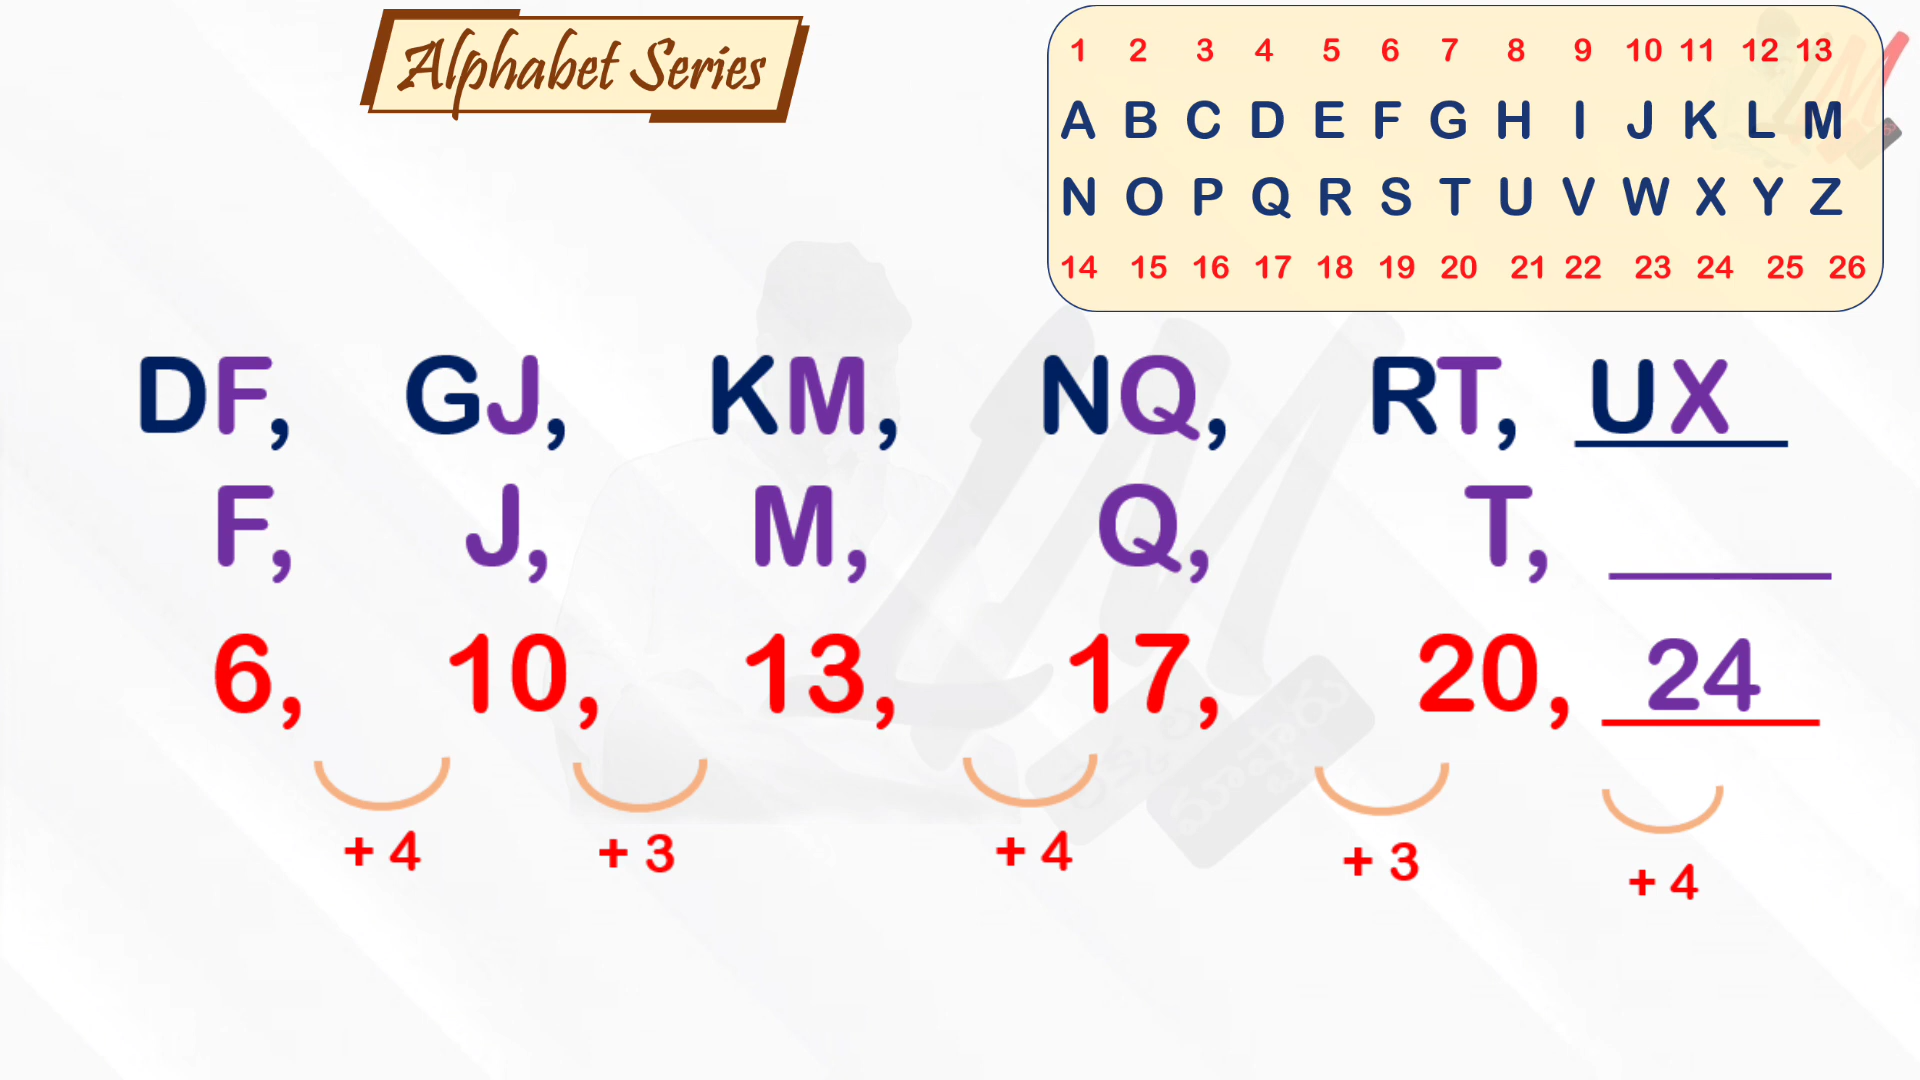 Alphabet Series
1 2 3 4 5 6 7 8 9 10 11 12 13
A B C D E F G H I J K L M
N O P Q R S T U V W X Y Z
14 15 16 17 18 19 20 21 22 23 24 25 26
DF, GJ, KM, NQ, RT, UX
F, J, M, Q, T,
6, 10, 13, 17, 20, 24
+ 4 + 3 + 4 + 3 + 4